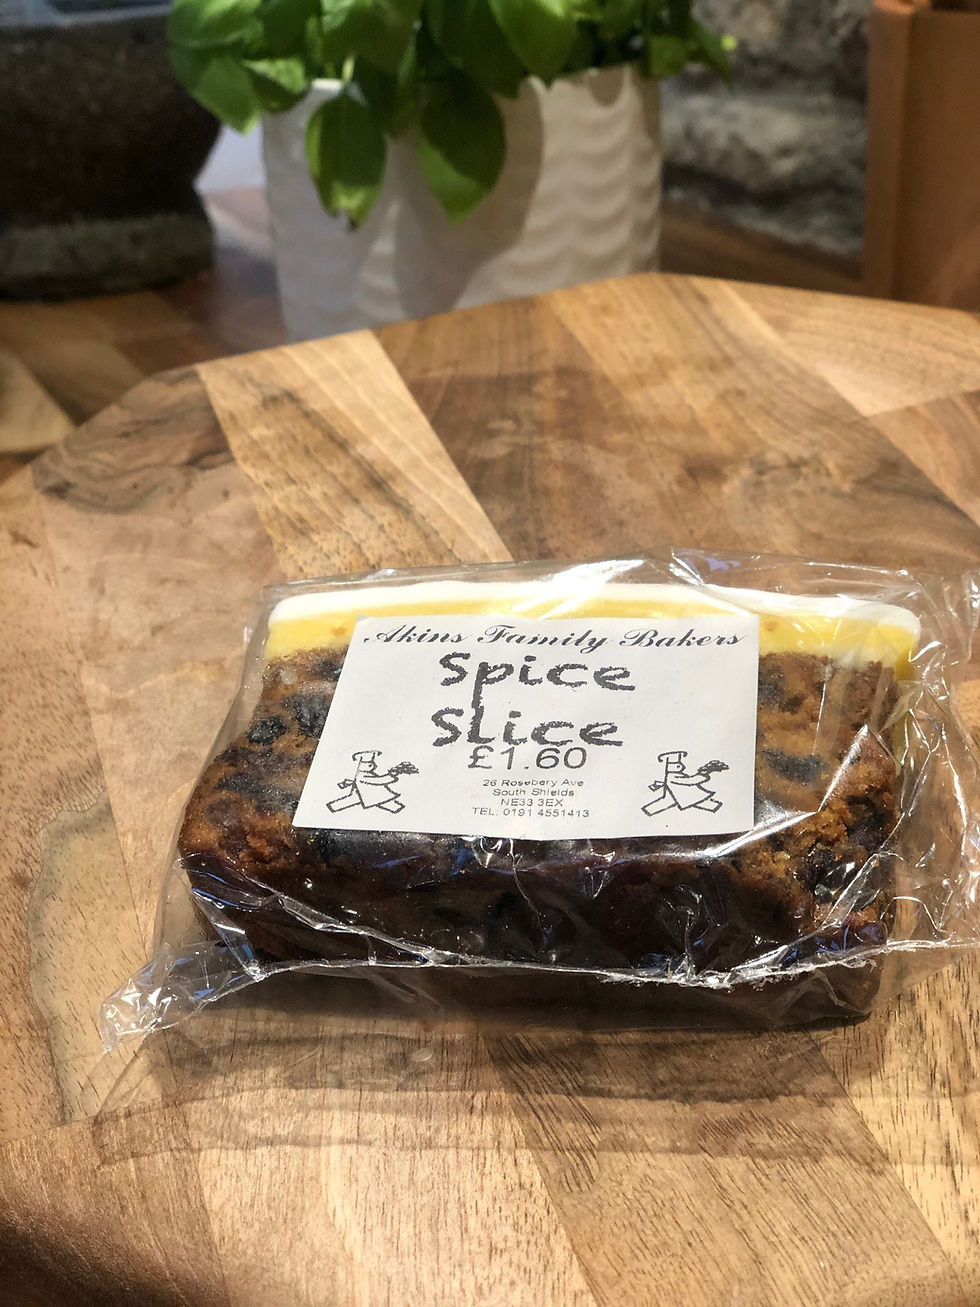 Akins Family Bakers
Spice
Slice
£1.60
26 Rosebery Ave
South Shields
NE33 3EX
TEL: 0191 4551413